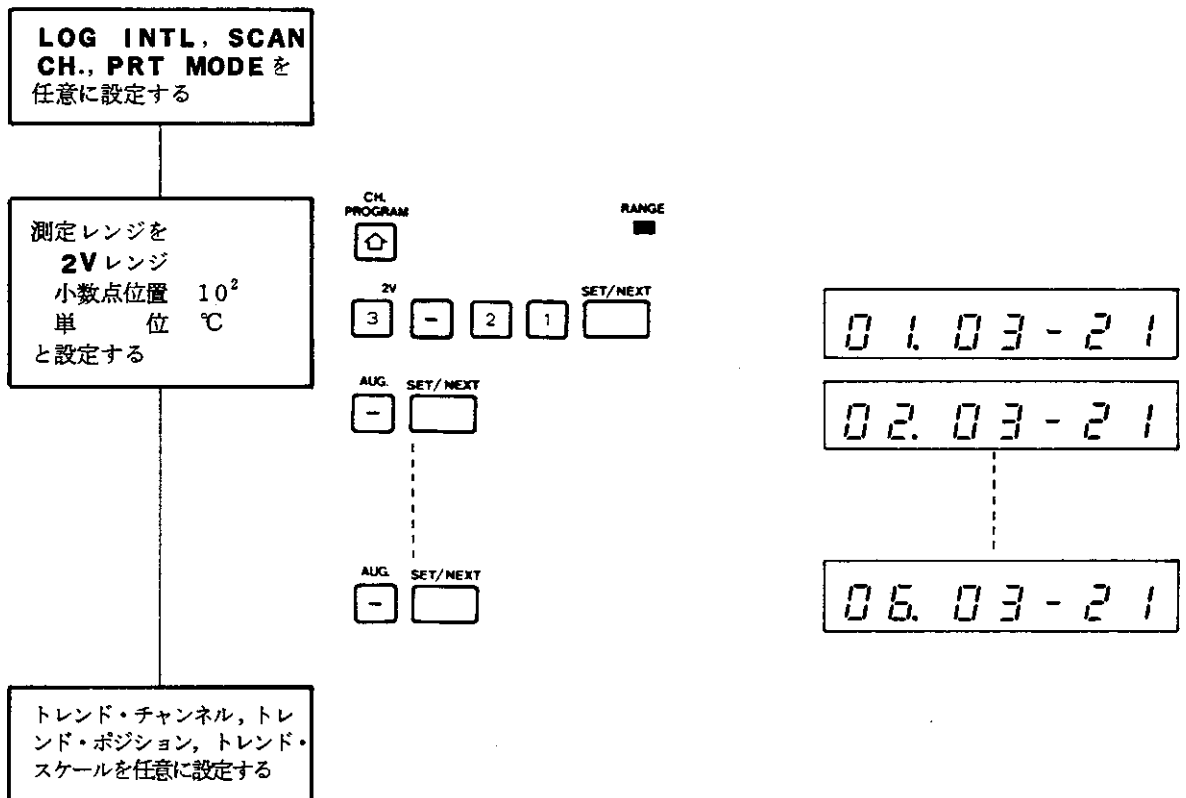 LOG INTL, SCAN
CH., PRT MODE を
任意に設定する
測定レンジを
2Vレンジ
小数点位置 10²
単 位 ℃
と設定する
CH.
PROGRAM
RANGE
2V
SET/NEXT
3 - 2 1
01.03-21
AUG. SET/NEXT
-
02.03-21
AUG. SET/NEXT
-
06.03-21
トレンド・チャンネル, トレ
ンド・ポジション, トレンド・
スケールを任意に設定する